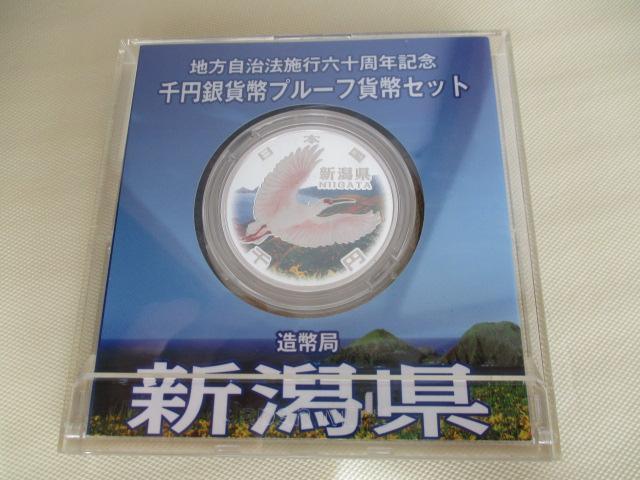 地方自治法施行六十周年記念
千円銀貨幣プルーフ貨幣セット
日本国
新潟県
NIIGATA
千円
造幣局
新潟県